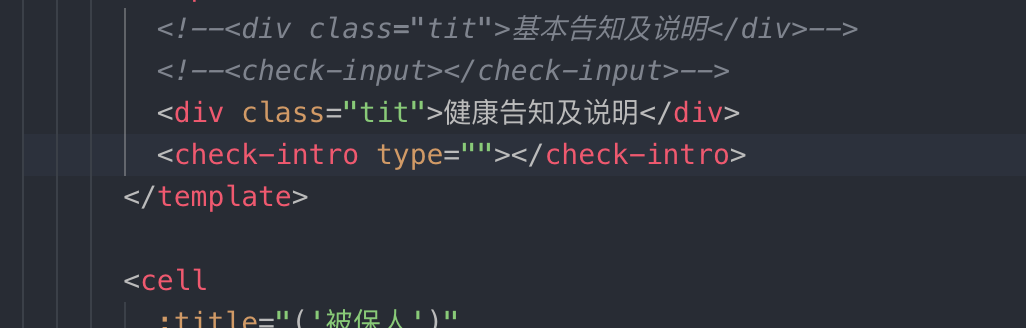 <!--<div class="tit">基本告知及说明</div>-->
<!--<check-input></check-input>-->
<div class="tit">健康告知及说明</div>
<check-intro type=""></check-intro>
</template>
<cell
:title="('被保人')"